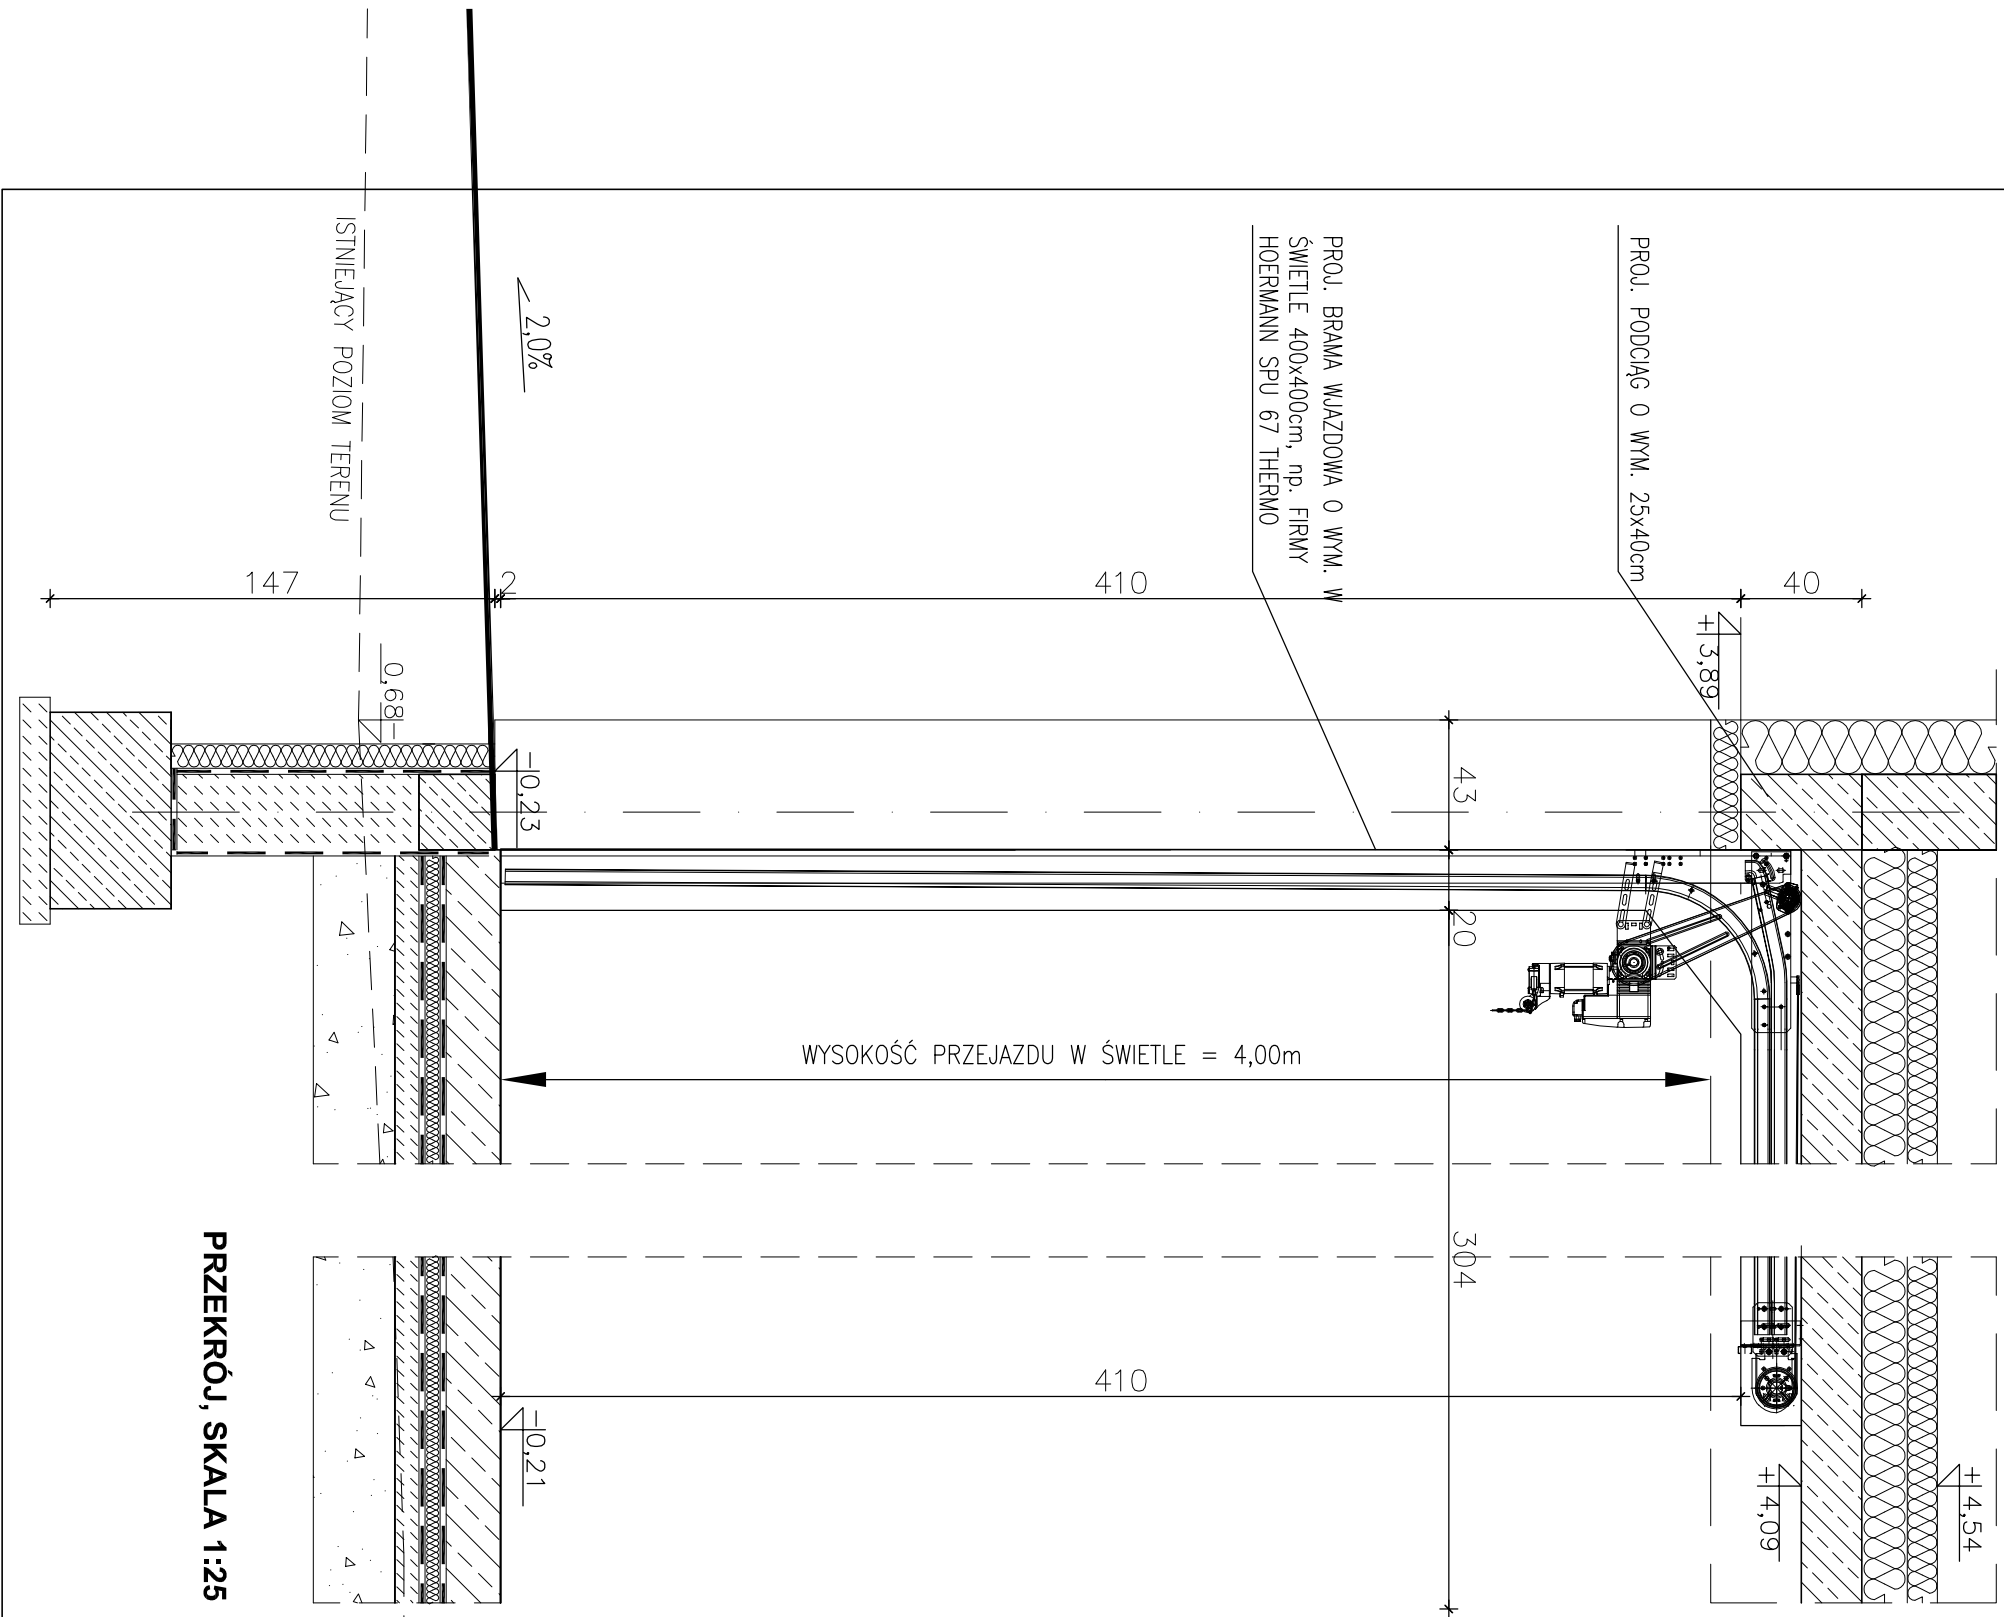 PROJ. PODCIĄG O WYM. 25x40cm
PROJ. BRAMA WJAZDOWA O WYM. W
ŚWIETLE 400x400cm, np. FIRMY
HOERMANN SPU 67 THERMO
2,0%
ISTNIEJĄCY POZIOM TERENU
147
2
410
40
+3,89
0,68-
-0,23
43
20
WYSOKOŚĆ PRZEJAZDU W ŚWIETLE = 4,00m
304
410
-0,21
+4,09
+4,54
PRZEKRÓJ, SKALA 1:25